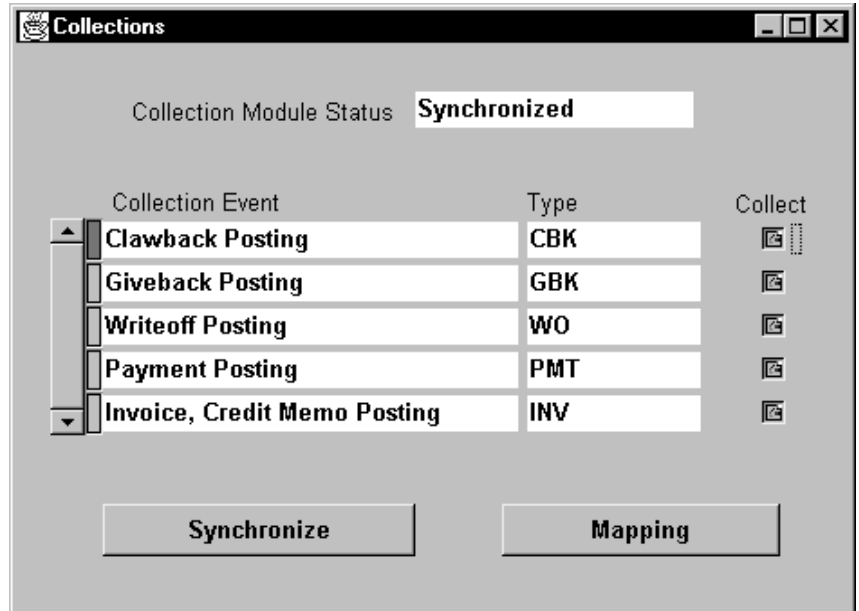 Collections
Collection Module Status Synchronized
Collection Event Type Collect
Clawback Posting CBK
Giveback Posting GBK
Writeoff Posting WO
Payment Posting PMT
Invoice, Credit Memo Posting INV
Synchronize Mapping